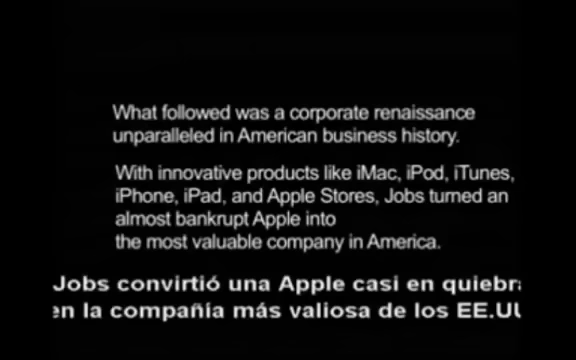 What followed was a corporate renaissance
unparalleled in American business history.
With innovative products like iMac, iPod, iTunes,
iPhone, iPad, and Apple Stores, Jobs turned an
almost bankrupt Apple into
the most valuable company in America.
Jobs convirtió una Apple casi en quiebra
en la compañía más valiosa de los EE.UU